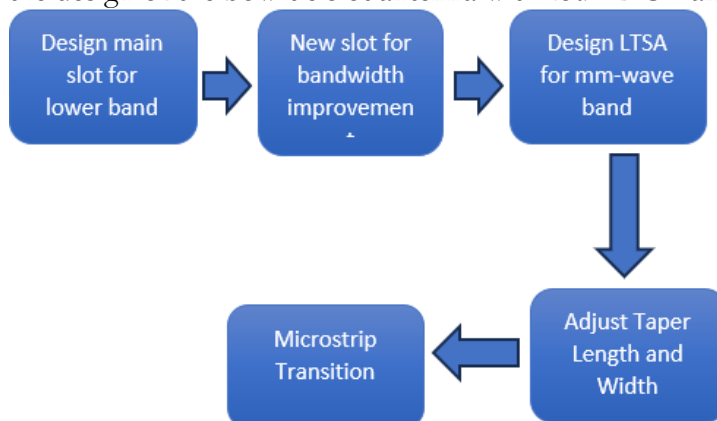 Design main
slot for
lower band
New slot for
bandwidth
improvemen
Design LTSA
for mm-wave
band
Adjust Taper
Length and
Width
Microstrip
Transition